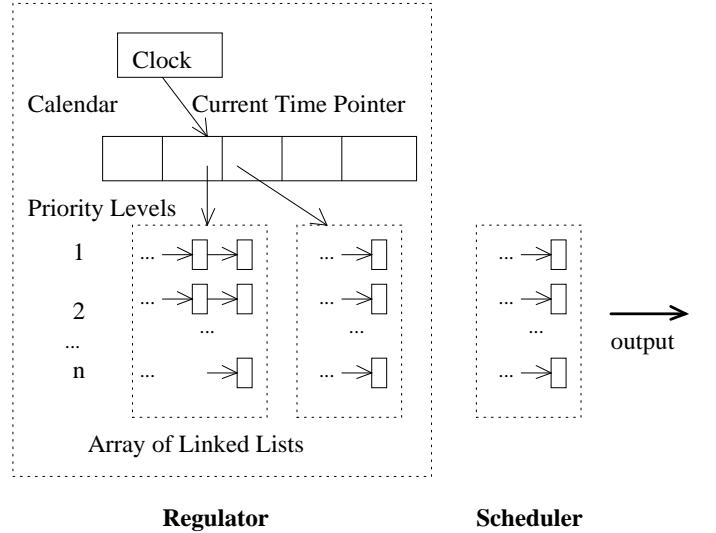 Clock
Calendar Current Time Pointer
Priority Levels
1 ... ... ...
2 ... ... ...
... ... ... ...
n ... ... ...
output
Array of Linked Lists
Regulator Scheduler